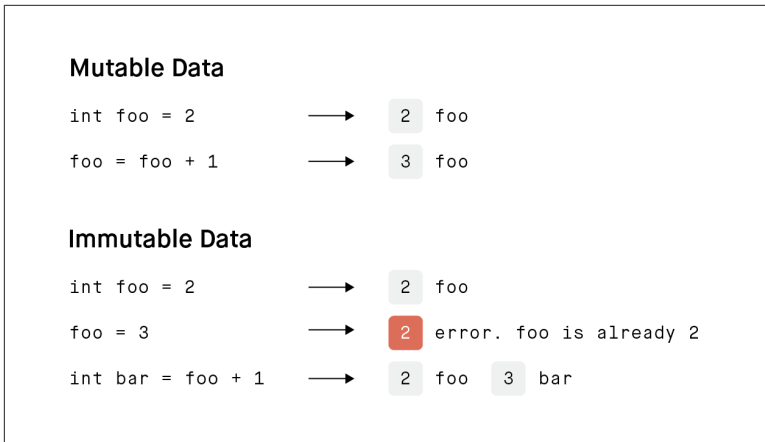 Mutable Data
int foo = 2 → 2 foo
foo = foo + 1 → 3 foo
Immutable Data
int foo = 2 → 2 foo
foo = 3 → 2 error. foo is already 2
int bar = foo + 1 → 2 foo 3 bar